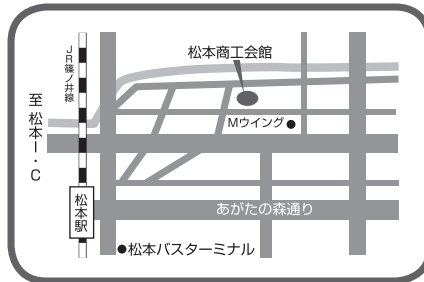 松本商工会館
JR篠ノ井線
至 松本I・C
Mウイング
松本駅
あがたの森通り
松本バスターミナル